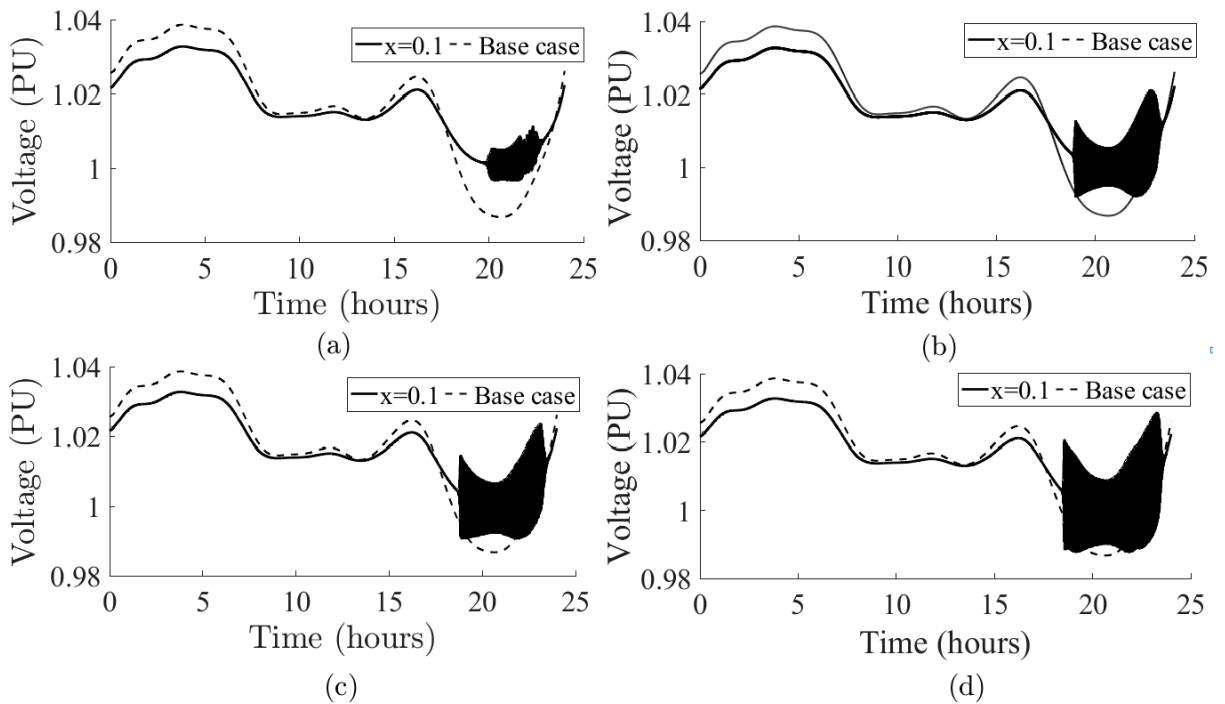 1.04
1.02
1
0.98
Voltage (PU)
x=0.1 Base case
0 5 10 15 20 25
Time (hours)
(a)
1.04
1.02
1
0.98
Voltage (PU)
x=0.1 Base case
0 5 10 15 20 25
Time (hours)
(b)
1.04
1.02
1
0.98
Voltage (PU)
x=0.1 Base case
0 5 10 15 20 25
Time (hours)
(c)
1.04
1.02
1
0.98
Voltage (PU)
x=0.1 Base case
0 5 10 15 20 25
Time (hours)
(d)